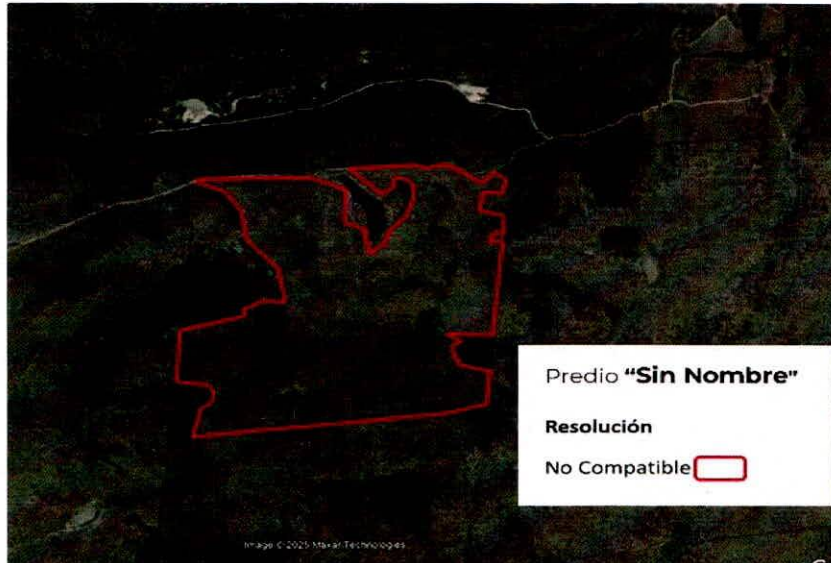 Predio “Sin Nombre”
Resolución
No Compatible
Image © 2025 Maxar Technologies